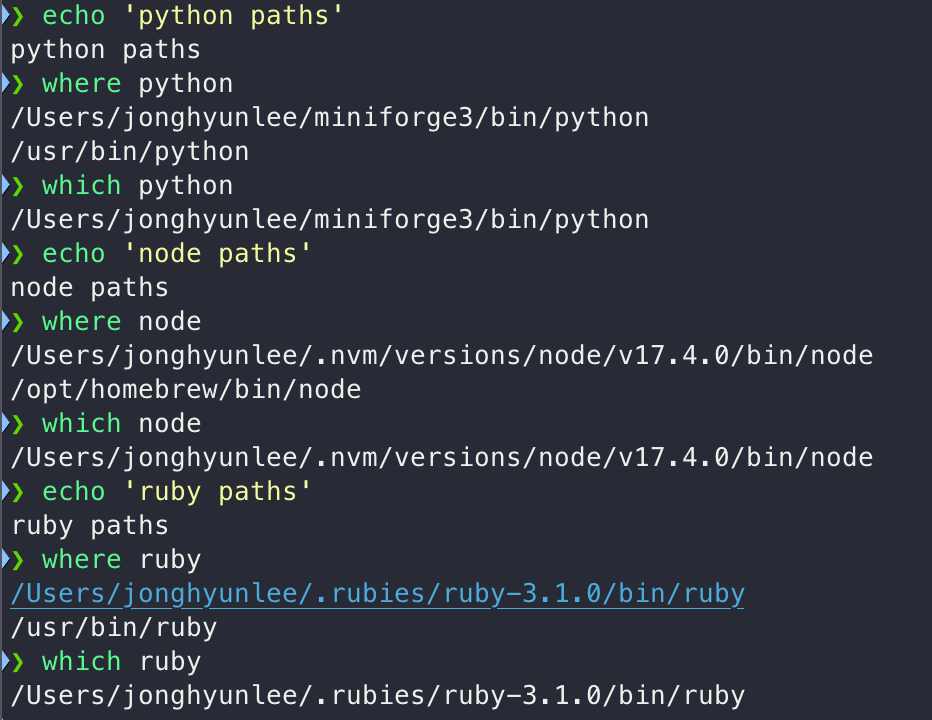 ❯ echo 'python paths'
python paths
❯ where python
/Users/jonghyunlee/miniforge3/bin/python
/usr/bin/python
❯ which python
/Users/jonghyunlee/miniforge3/bin/python
❯ echo 'node paths'
node paths
❯ where node
/Users/jonghyunlee/.nvm/versions/node/v17.4.0/bin/node
/opt/homebrew/bin/node
❯ which node
/Users/jonghyunlee/.nvm/versions/node/v17.4.0/bin/node
❯ echo 'ruby paths'
ruby paths
❯ where ruby
/Users/jonghyunlee/.rubies/ruby-3.1.0/bin/ruby
/usr/bin/ruby
❯ which ruby
/Users/jonghyunlee/.rubies/ruby-3.1.0/bin/ruby